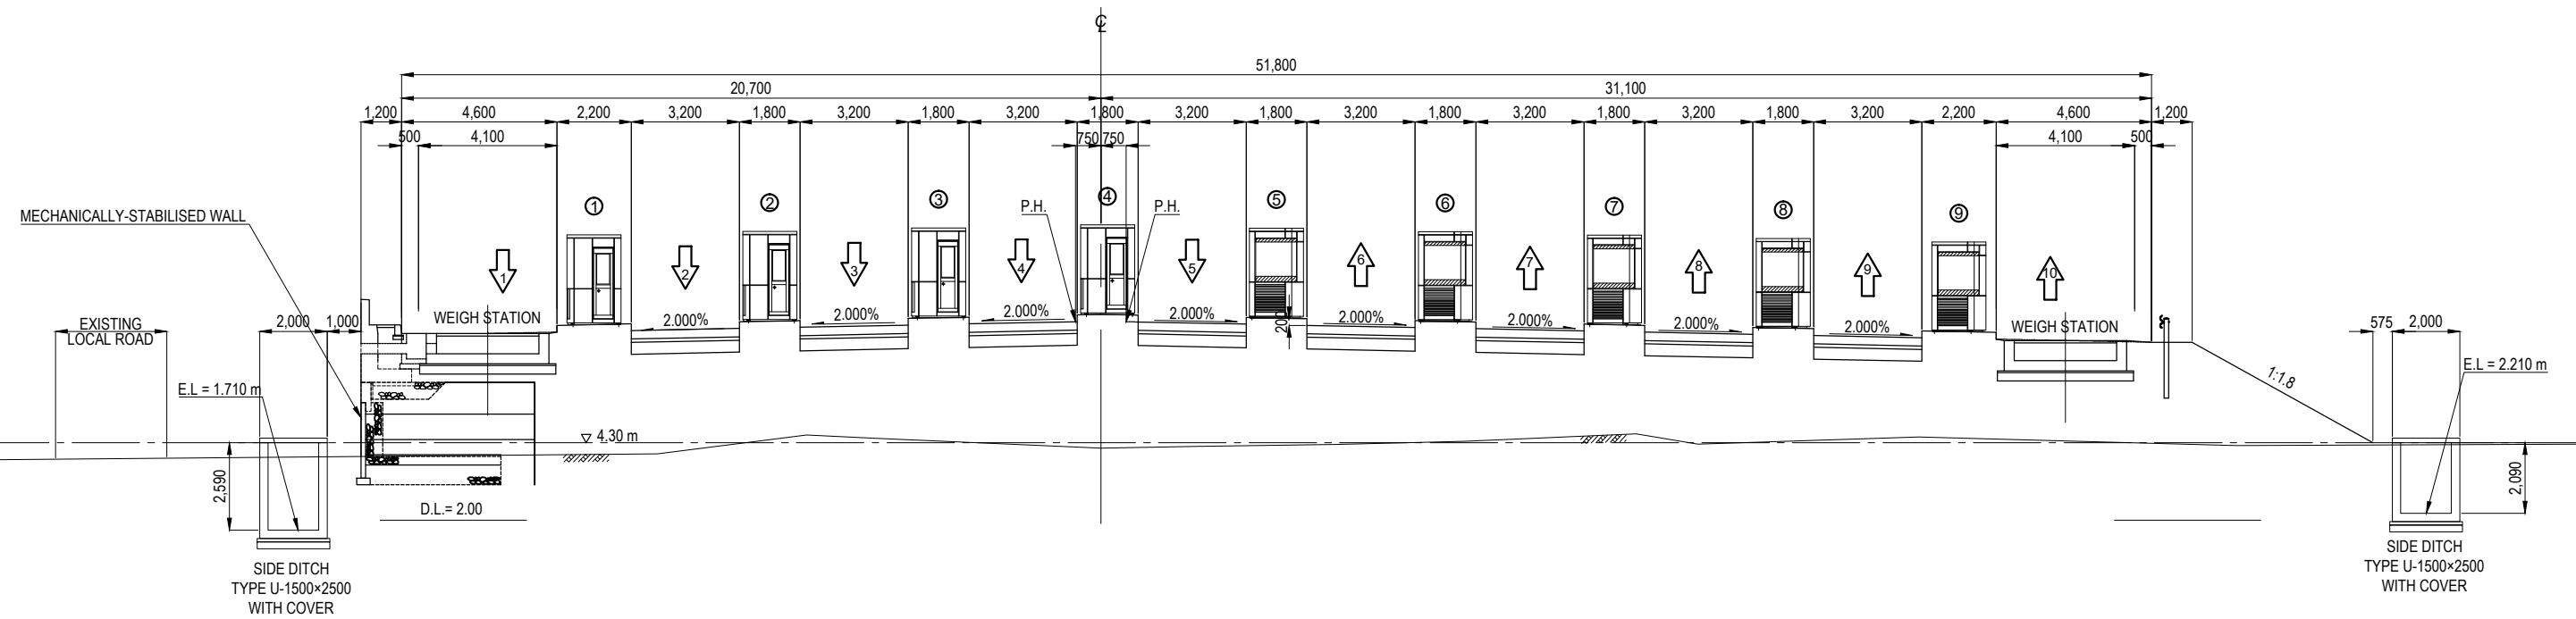 ℄
51,800
20,700 31,100
1,200 4,600 2,200 3,200 1,800 3,200 1,800 3,200 1,800 3,200 1,800 3,200 1,800 3,200 1,800 3,200 1,800 3,200 2,200 4,600 1,200
500 4,100 750 750 4,100 500
1 2 3 4 5 6 7 8 9
MECHANICALLY-STABILISED WALL
P.H. P.H.
1 2 3 4 5 6 7 8 9 10
WEIGH STATION 2.000% 2.000% 2.000% 2.000% 200 2.000% 2.000% 2.000% 2.000% WEIGH STATION
EXISTING
LOCAL ROAD
2,000 1,000
575 2,000
E.L = 1.710 m
1:1.8
E.L = 2.210 m
4.30 m
2,590
2,090
D.L.= 2.00
SIDE DITCH
TYPE U-1500×2500
WITH COVER
SIDE DITCH
TYPE U-1500×2500
WITH COVER